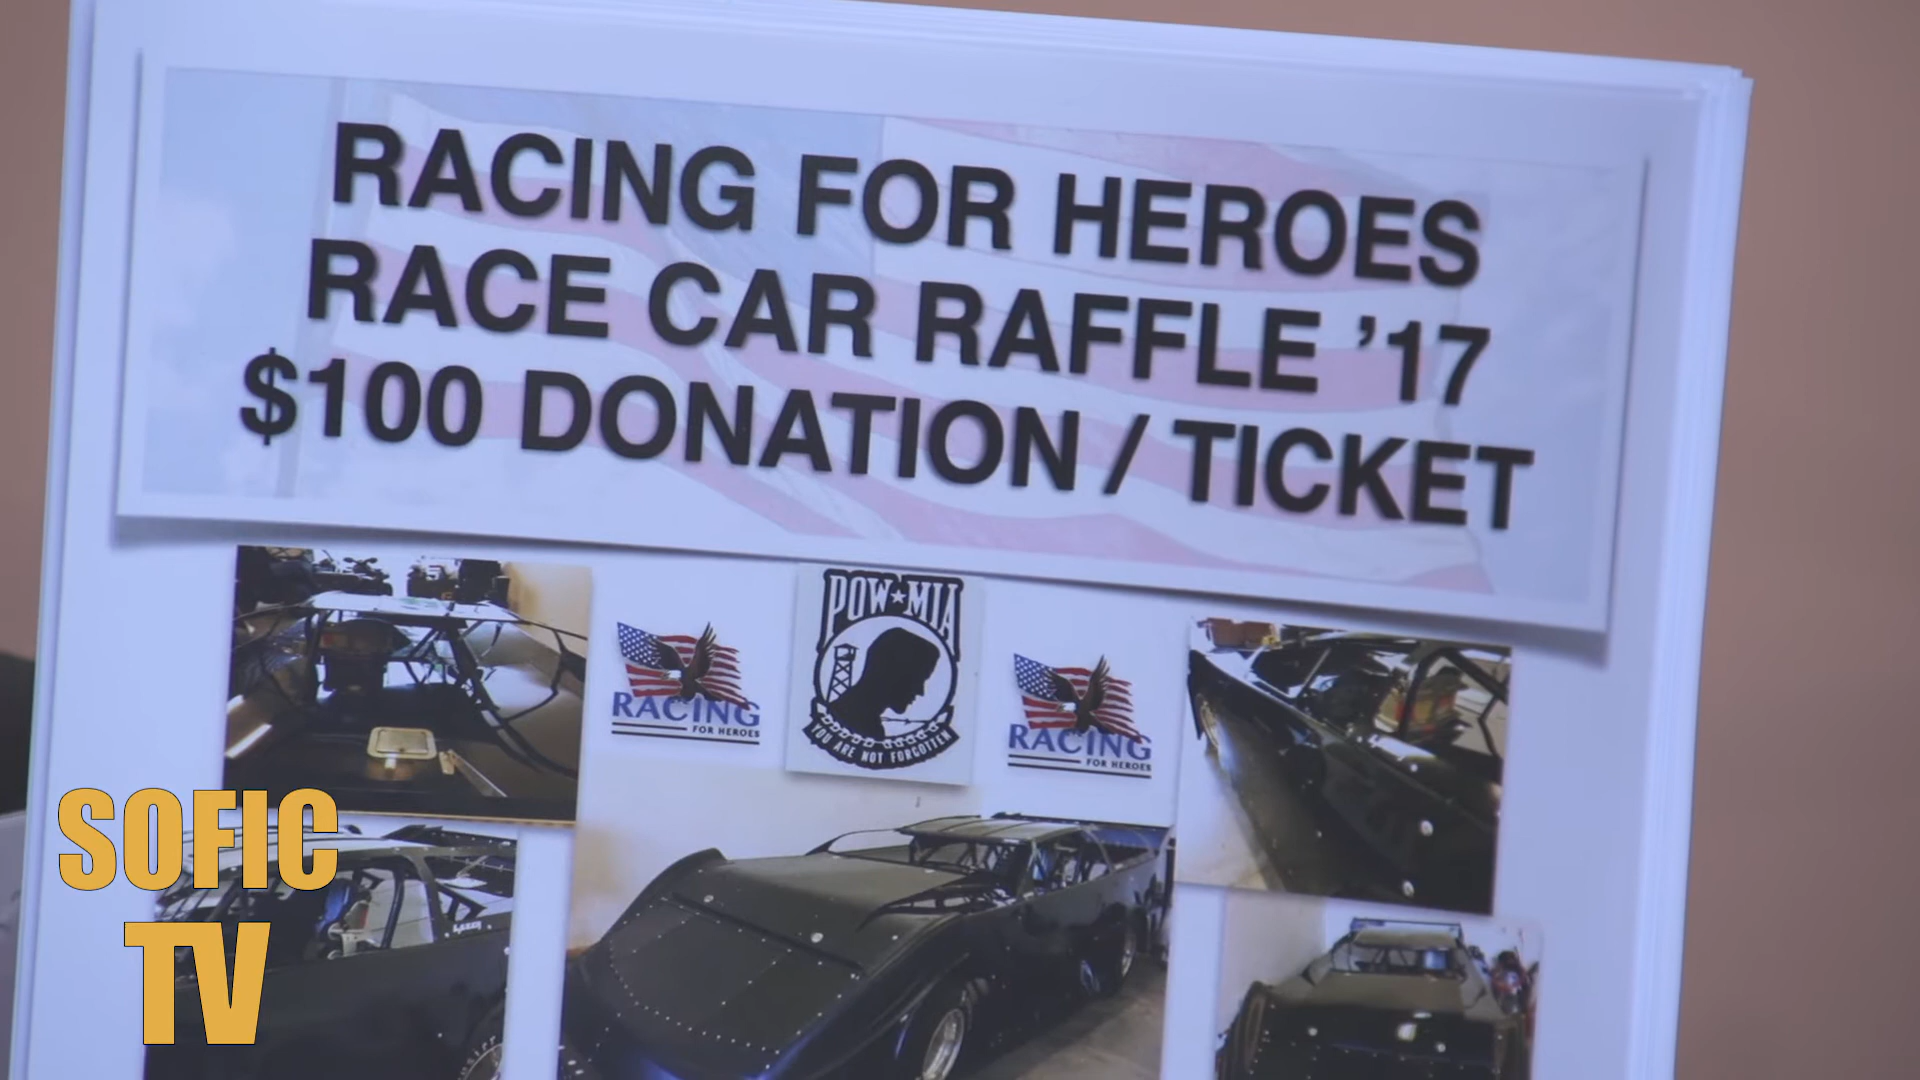 RACING FOR HEROES
RACE CAR RAFFLE ’17
$100 DONATION / TICKET
POW★MIA
YOU ARE NOT FORGOTTEN
RACING
FOR HEROES
RACING
FOR HEROES
SOFIC
TV